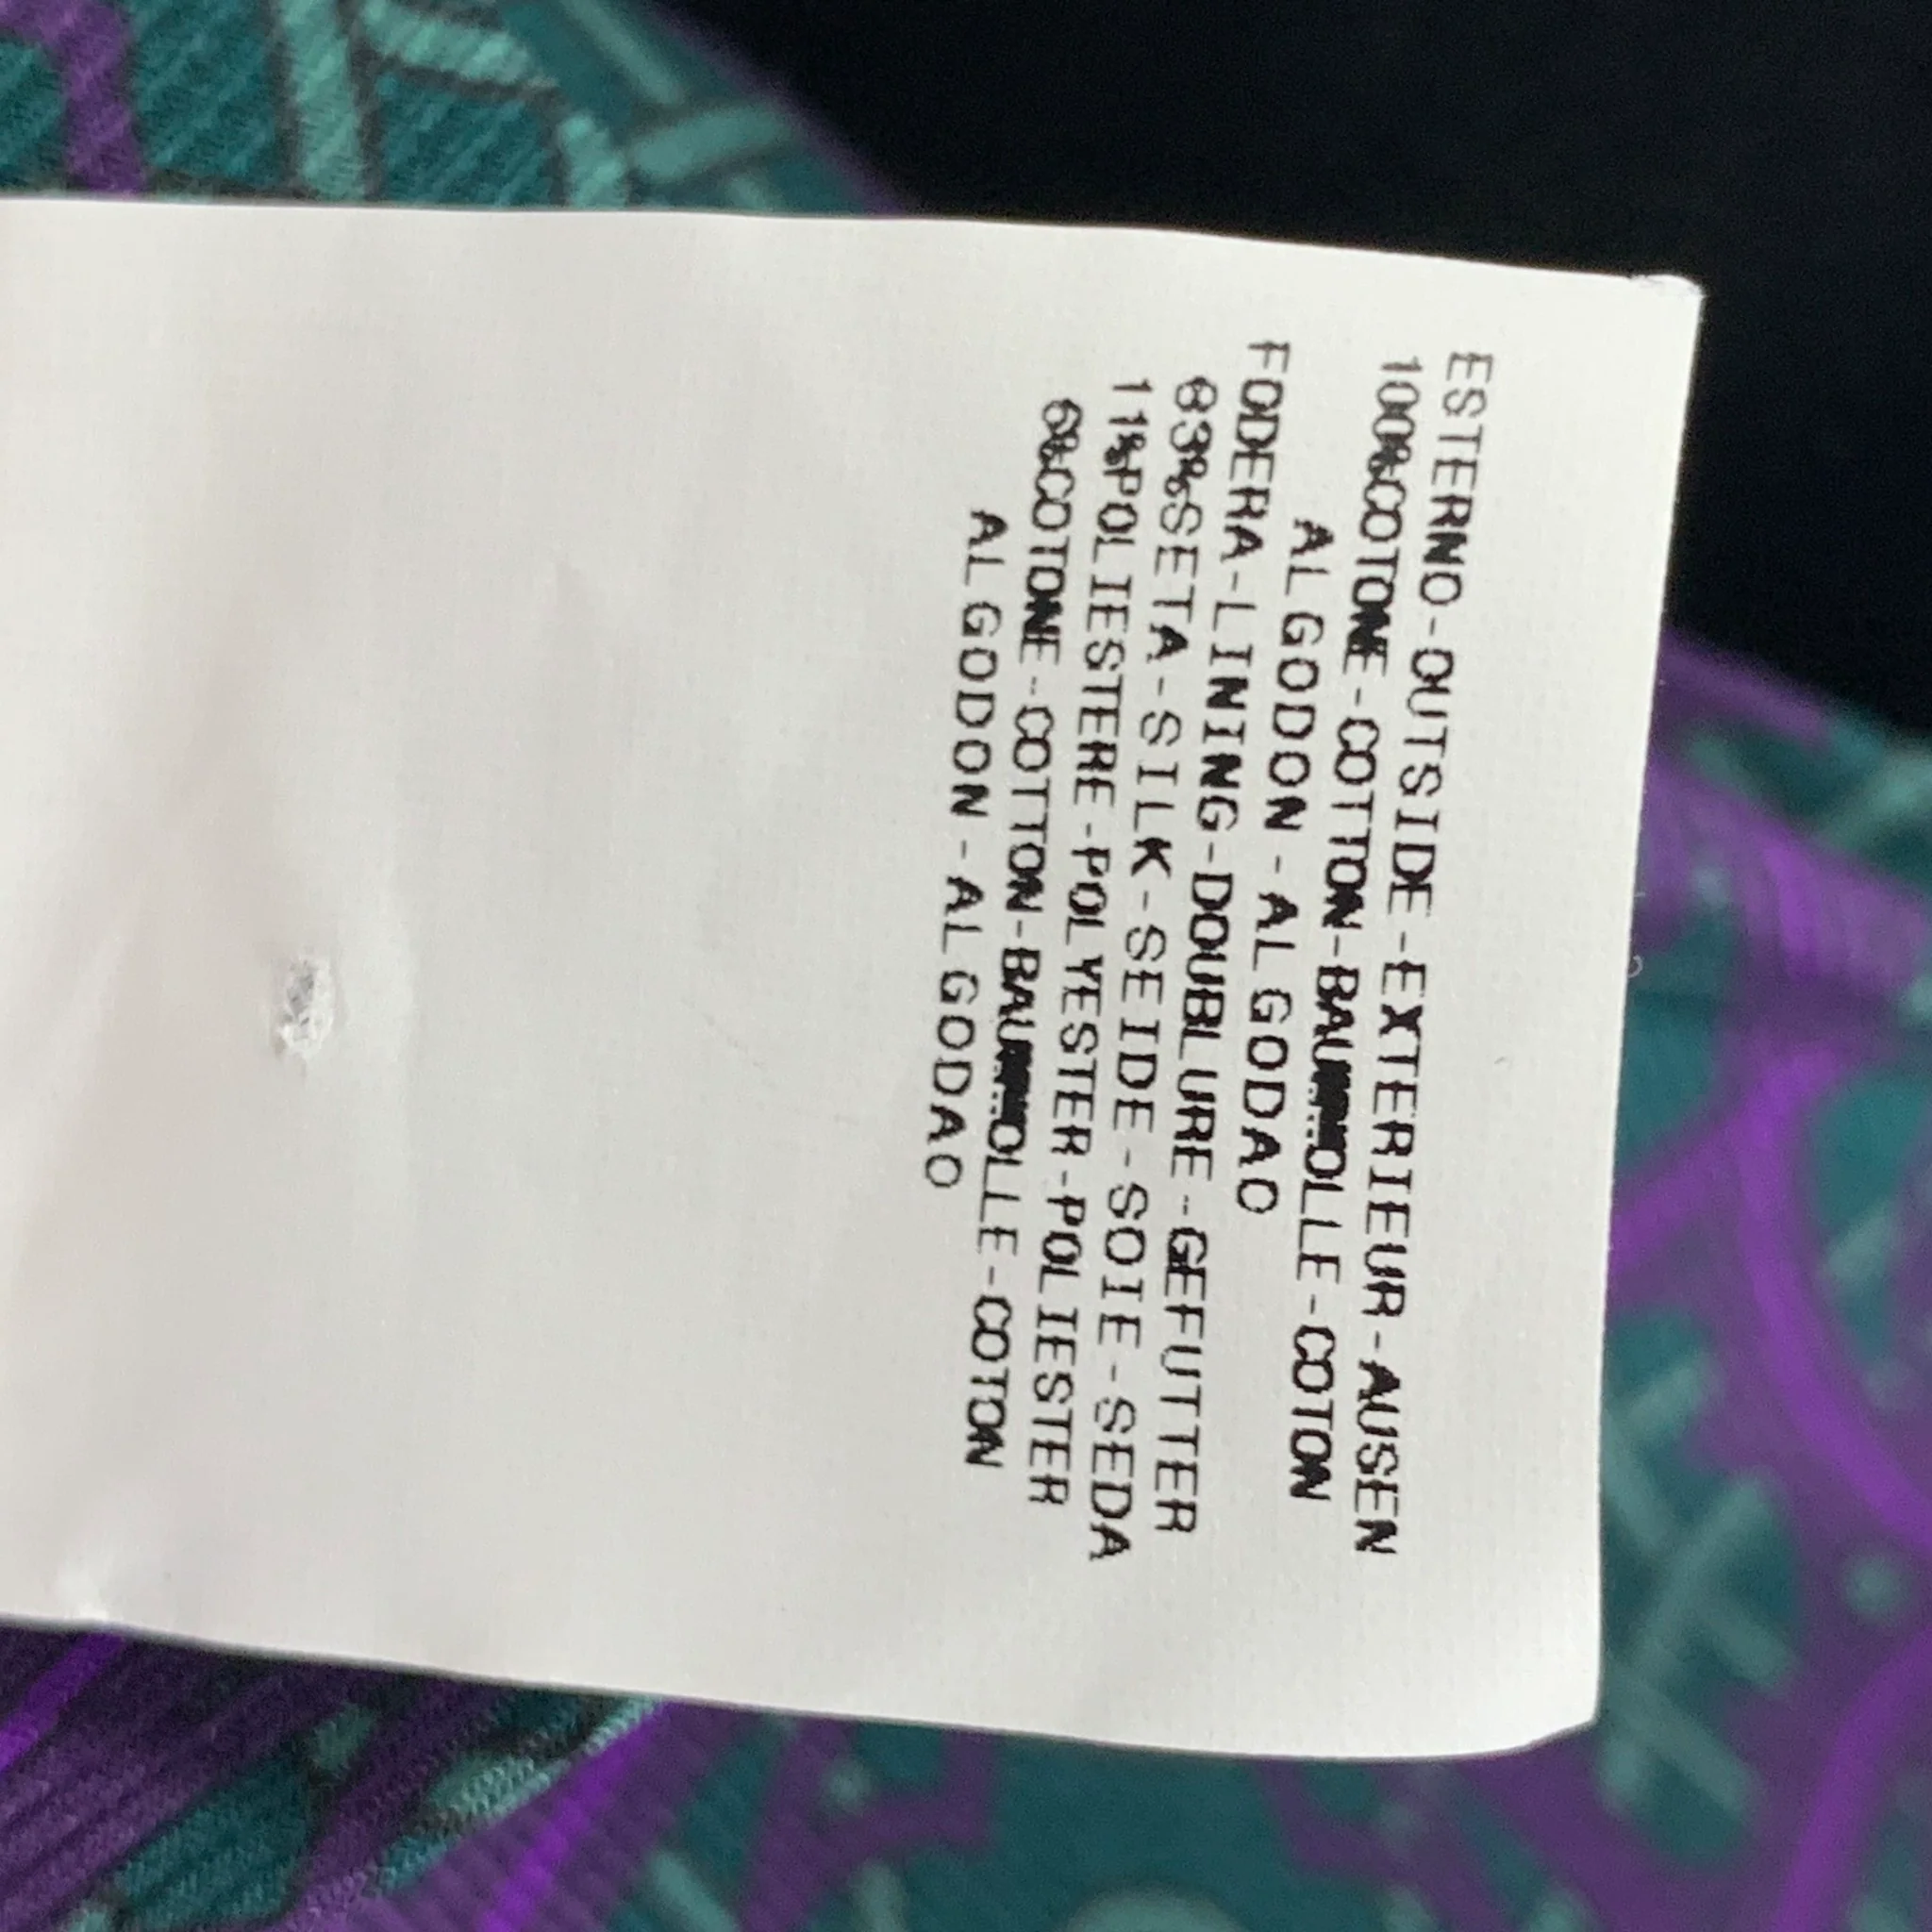 ESTERNO-OUTSIDE-EXTERIEUR-AUSEN
100%COTONE-COTTON-BAUMWOLLE-COTON
ALGODON-ALGODAO
FODERA-LINING-DOUBLURE-GEFUTTER
83%SETA-SILK-SEIDE-SOIE-SEDA
11%POLIESTERE-POLYESTER-POLIESTER
6%COTONE-COTTON-BAUMWOLLE-COTON
ALGODON-ALGODAO